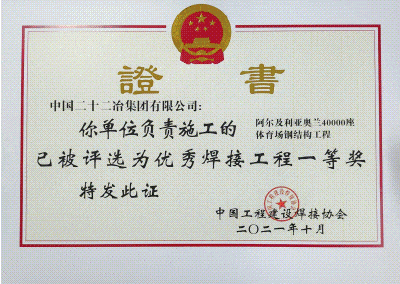 證書
中国二十二冶集团有限公司:
你单位负责施工的 阿尔及利亚奥兰40000座
体育场钢结构工程
已被评选为优秀焊接工程一等奖
特发此证
中国工程建设焊接协会
二〇二一年十月